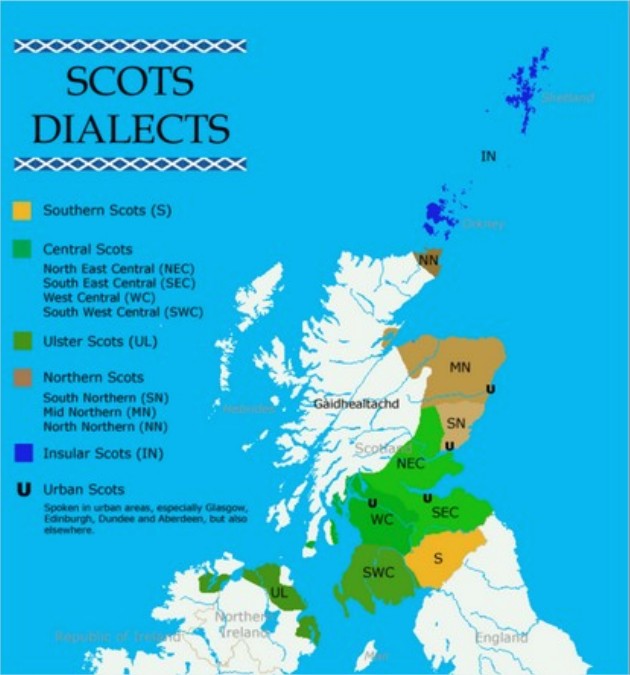 SCOTS
DIALECTS
Southern Scots (S)
Central Scots
North East Central (NEC)
South East Central (SEC)
West Central (WC)
South West Central (SWC)
Ulster Scots (UL)
Northern Scots
South Northern (SN)
Mid Northern (MN)
North Northern (NN)
Insular Scots (IN)
U Urban Scots
Spoken in urban areas, especially Glasgow,
Edinburgh, Dundee and Aberdeen, but also
elsewhere.
Shetland
IN
Orkney
NN
MN
U
Hebrides
Gaidhealtachd
SN
Scotland
U
NEC
U
U
WC
SEC
S
SWC
UL
Northern
Ireland
Republic of Ireland
Man
England